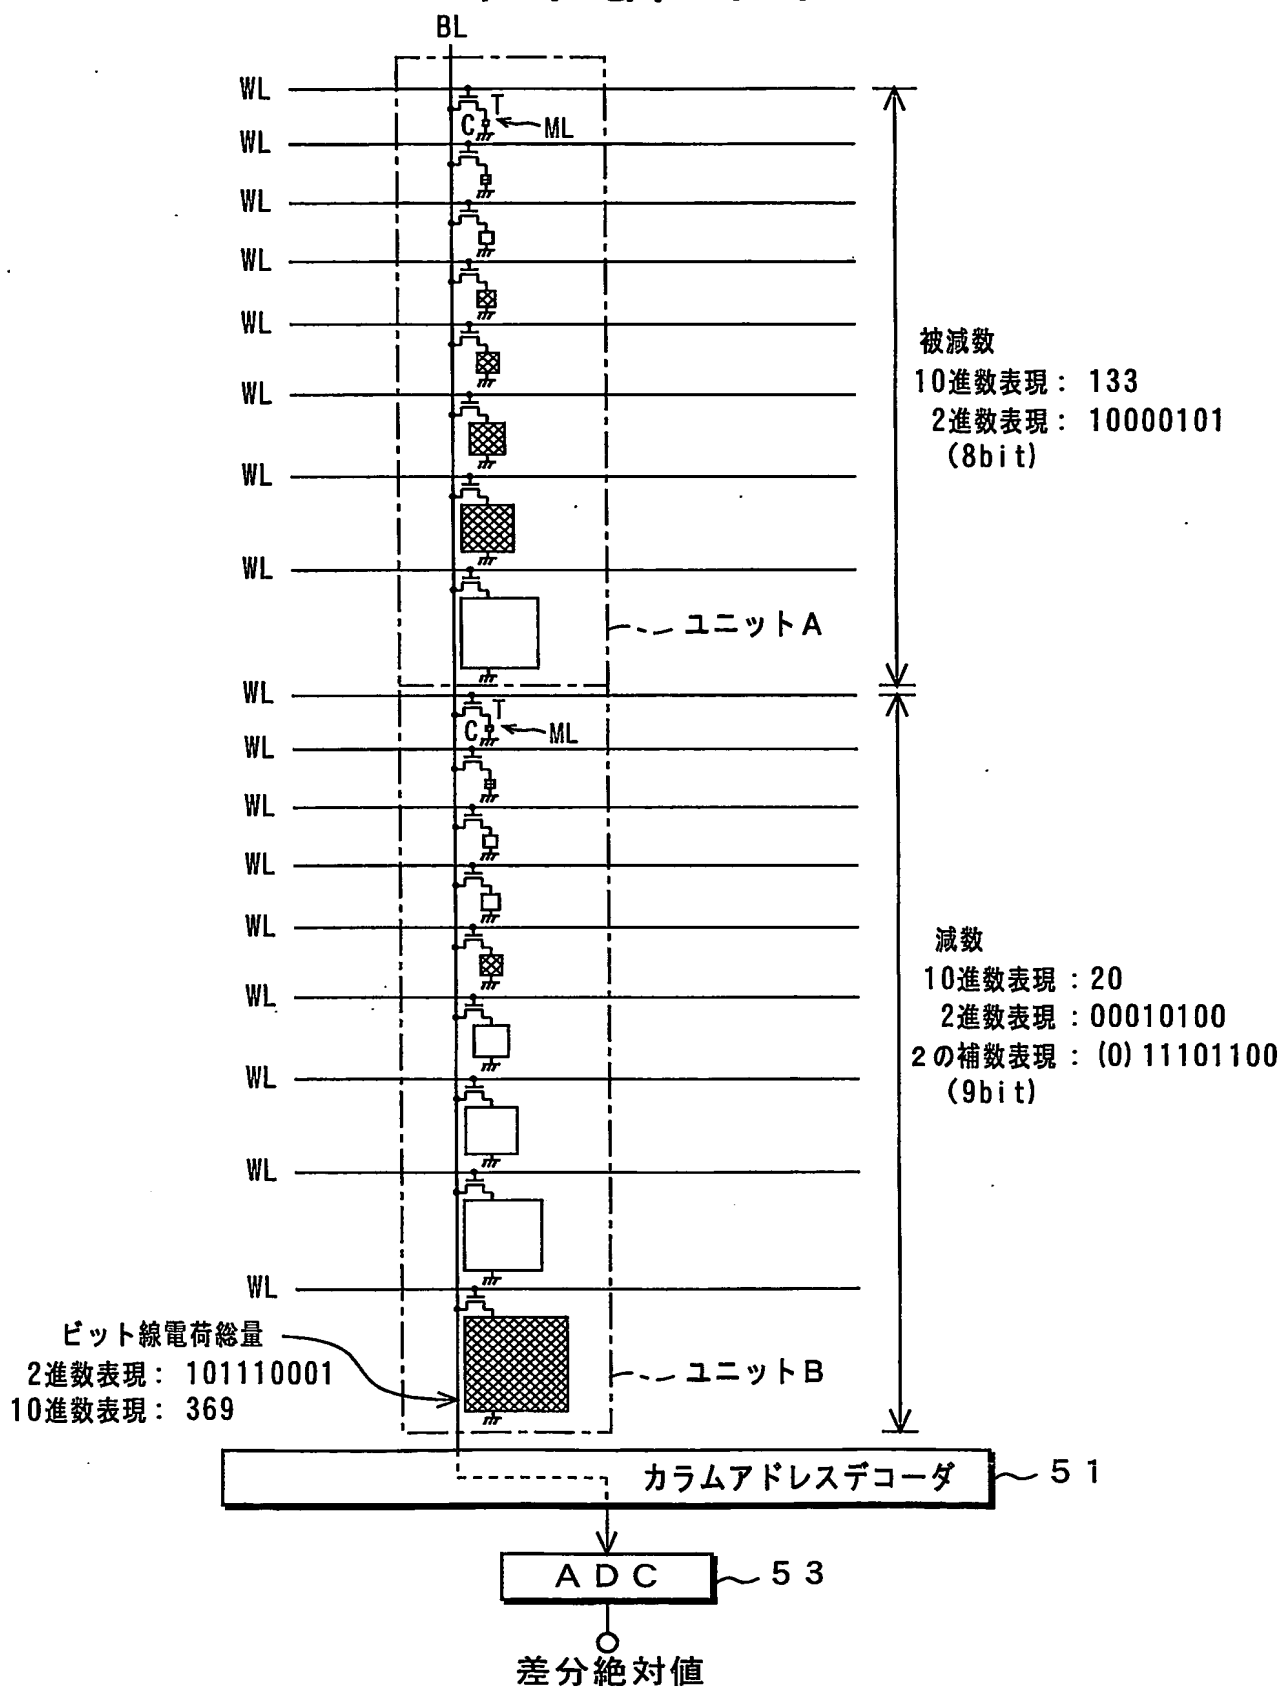 BL
WL
T
C
ML
WL
WL
WL
WL
WL
WL
WL
被減数
10進数表現： 133
2進数表現： 10000101
(8bit)
ユニットA
WL
T
C
ML
WL
WL
WL
WL
WL
WL
WL
WL
減数
10進数表現：20
2進数表現：00010100
2の補数表現：(0)11101100
(9bit)
ビット線電荷総量
2進数表現： 101110001
10進数表現： 369
ユニットB
カラムアドレスデコーダ
51
ADC
53
差分絶対値